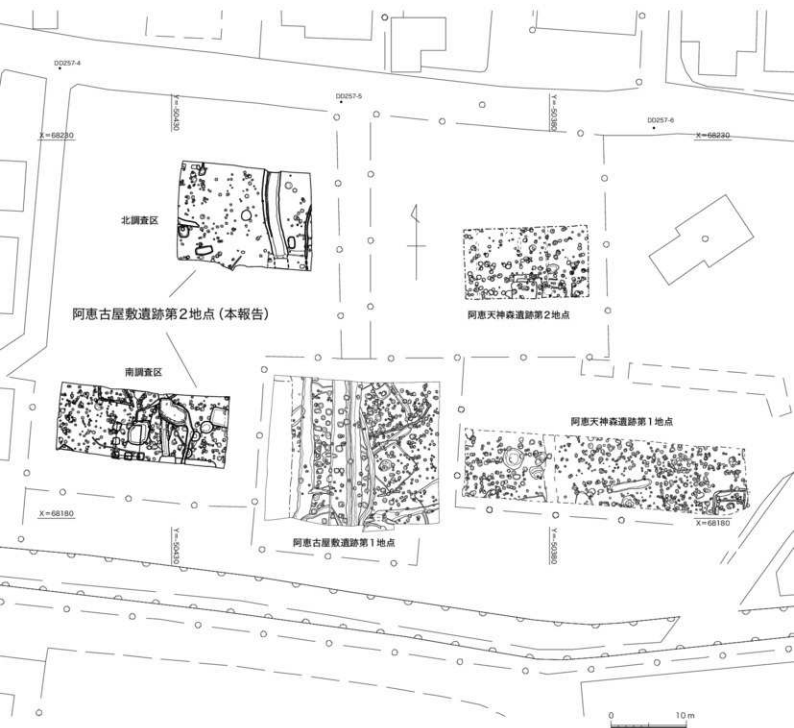 DD257-4
DD257-5
DD257-6
Y=-50430
Y=-50380
X=68230
X=68230
北調査区
阿恵古屋敷遺跡第2地点(本報告)
阿恵天神森遺跡第2地点
南調査区
阿恵天神森遺跡第1地点
X=68180
X=68180
Y=-50430
Y=-50380
阿恵古屋敷遺跡第1地点
0 10m